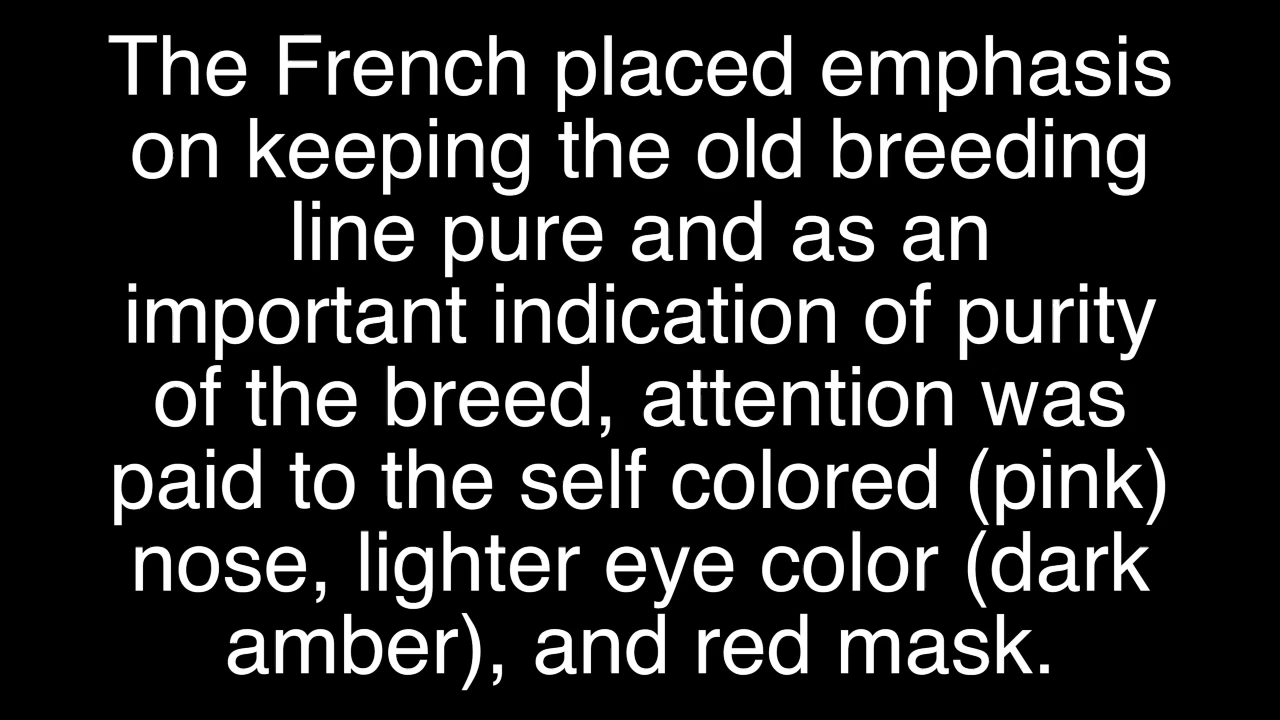 The French placed emphasis
on keeping the old breeding
line pure and as an
important indication of purity
of the breed, attention was
paid to the self colored (pink)
nose, lighter eye color (dark
amber), and red mask.